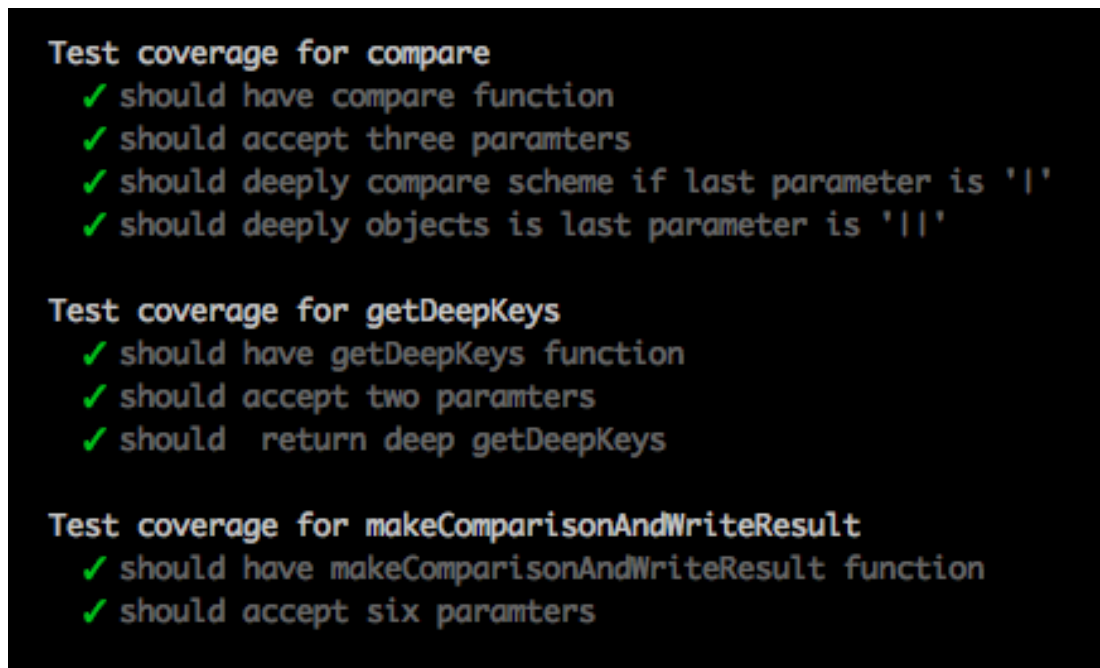 Test coverage for compare
✓ should have compare function
✓ should accept three paramters
✓ should deeply compare scheme if last parameter is '|'
✓ should deeply objects is last parameter is '||'
Test coverage for getDeepKeys
✓ should have getDeepKeys function
✓ should accept two paramters
✓ should  return deep getDeepKeys
Test coverage for makeComparisonAndWriteResult
✓ should have makeComparisonAndWriteResult function
✓ should accept six paramters